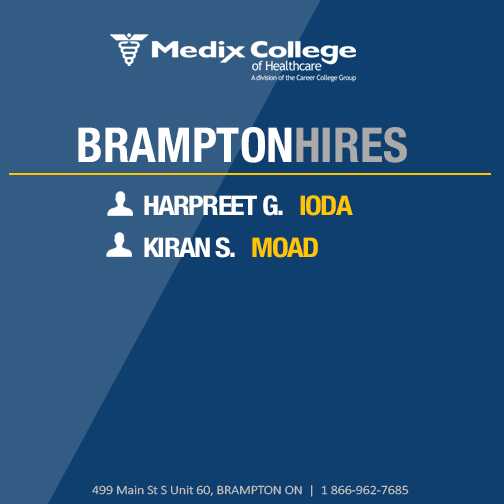 Medix College
of Healthcare
A division of the Career College Group
BRAMPTONHIRES
HARPREET G. IODA
KIRAN S. MOAD
499 Main St S Unit 60, BRAMPTON ON | 1 866-962-7685